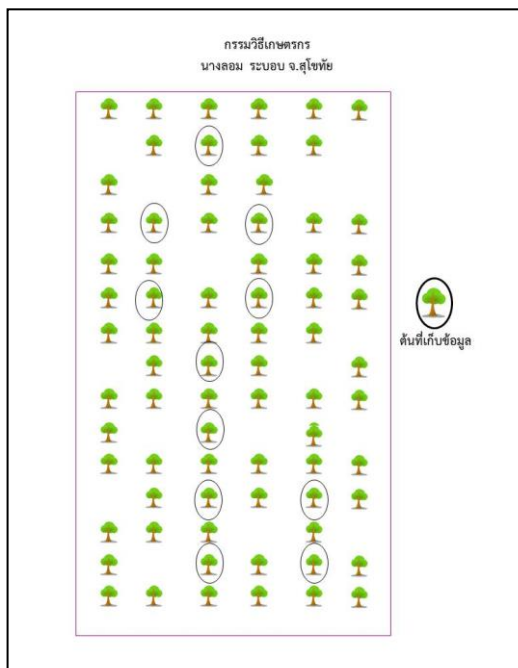 กรรมวิธีเกษตรกร
นางลอม ระบอบ จ.สุโขทัย
ต้นที่เก็บข้อมูล